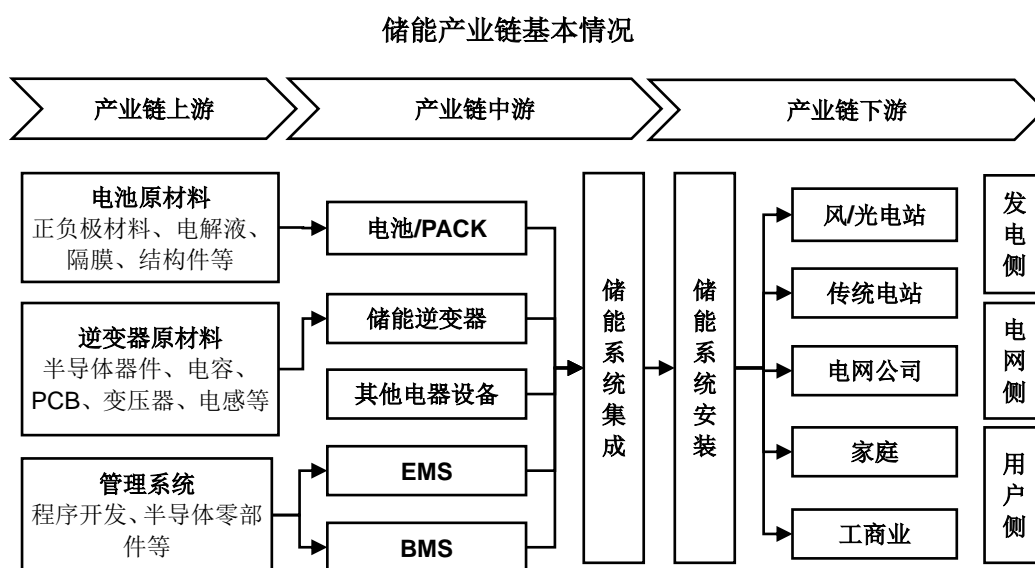 储能产业链基本情况
产业链上游
产业链中游
产业链下游
电池原材料
正负极材料、电解液、
隔膜、结构件等
逆变器原材料
半导体器件、电容、
PCB、变压器、电感等
管理系统
程序开发、半导体零部
件等
电池/PACK
储能逆变器
其他电器设备
EMS
BMS
储能系统集成
储能系统安装
风/光电站
传统电站
电网公司
家庭
工商业
发电侧
电网侧
用户侧